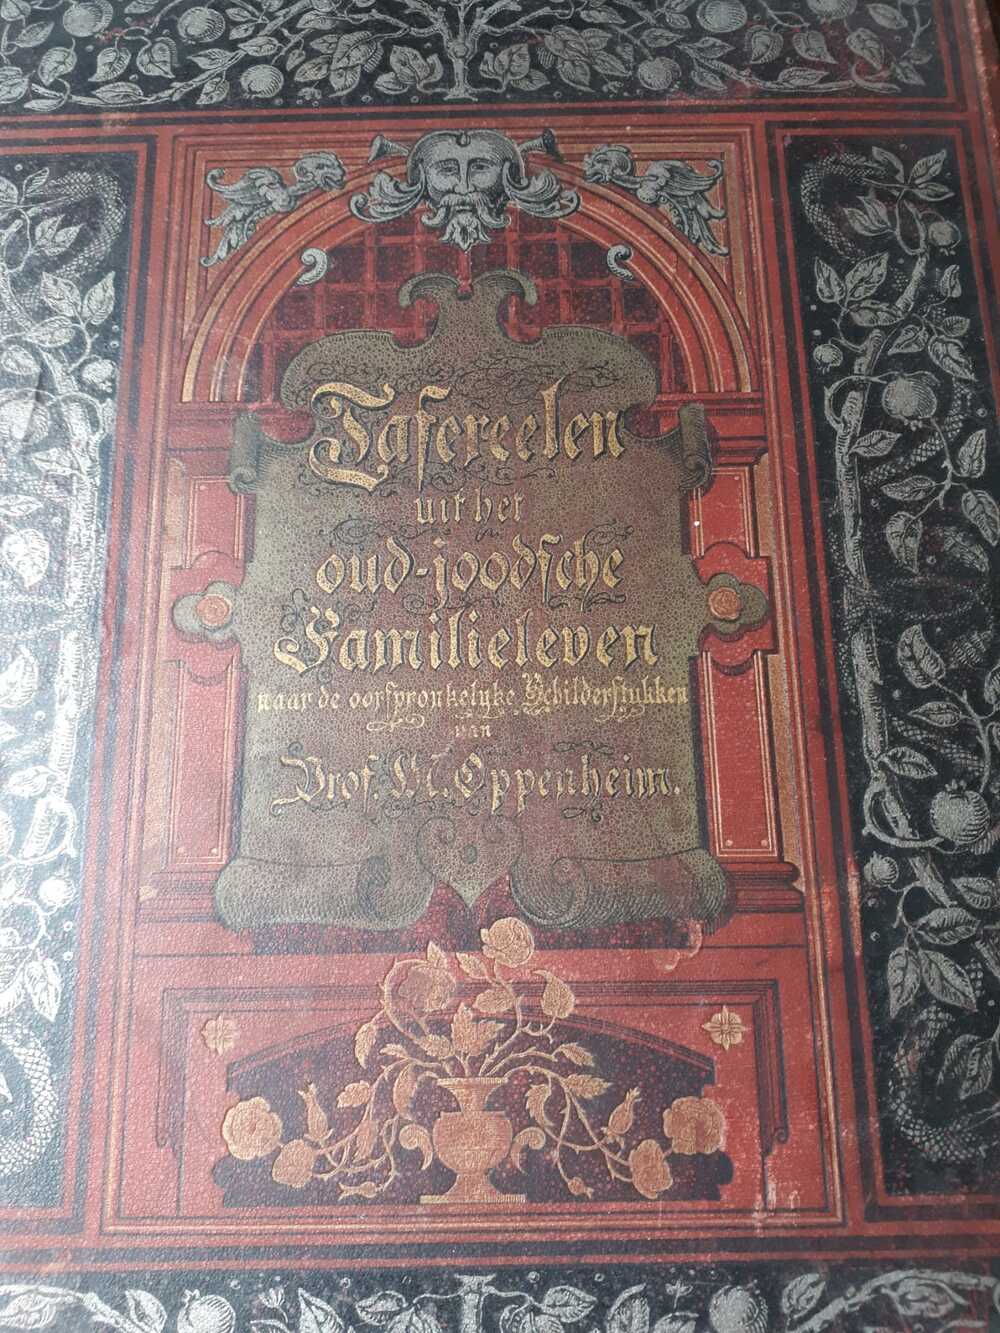 Tafereelen
uit het
oud-joodsche
Familieleven
naar de oorspronkelyke Schilderstukken
van
Prof. M. Oppenheim.